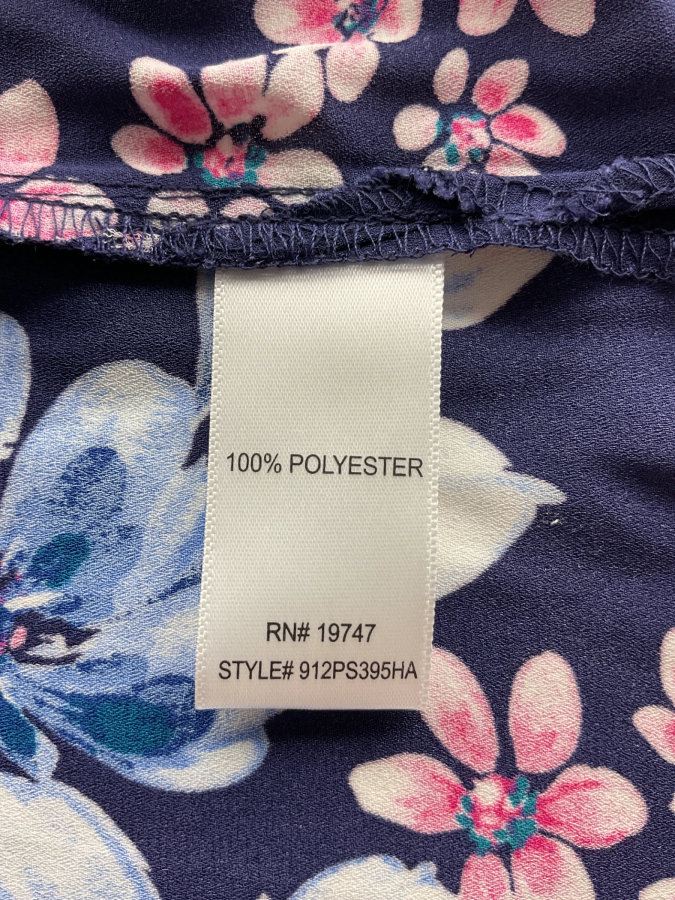 100% POLYESTER
RN# 19747
STYLE# 912PS395HA